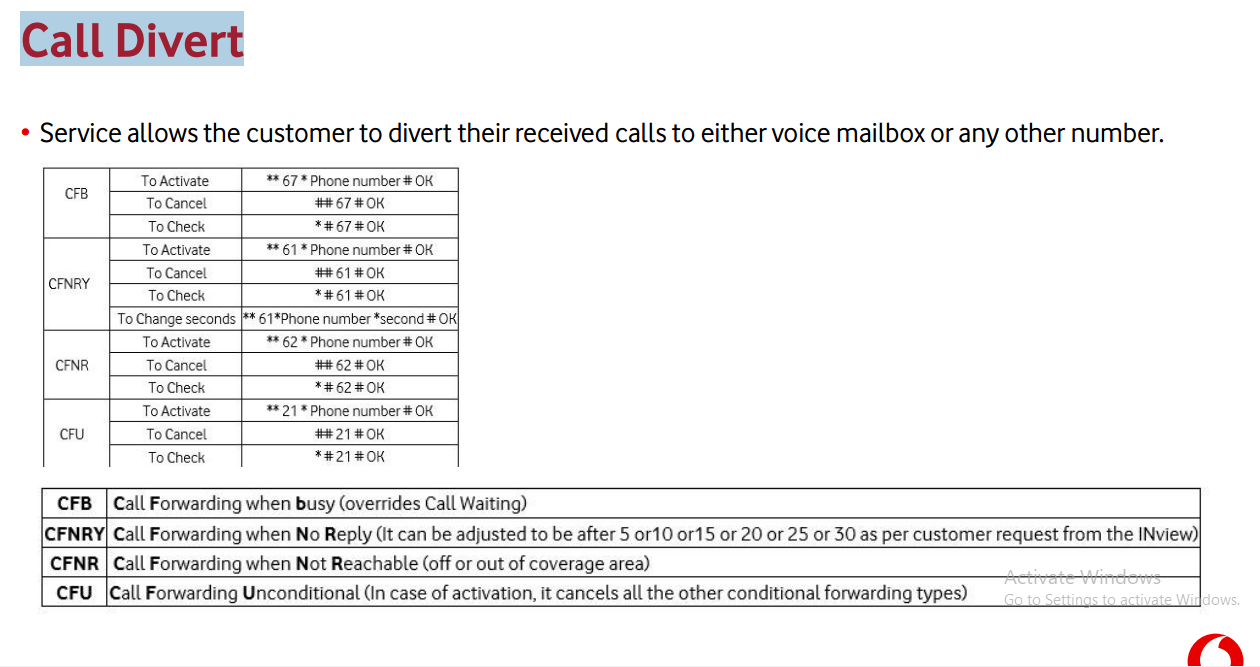 Call Divert
• Service allows the customer to divert their received calls to either voice mailbox or any other number.
CFB
To Activate ** 67 * Phone number # OK
To Cancel ## 67 # OK
To Check * # 67 # OK
CFNRY
To Activate ** 61 * Phone number # OK
To Cancel ## 61 # OK
To Check * # 61 # OK
To Change seconds ** 61*Phone number *second # OK
CFNR
To Activate ** 62 * Phone number # OK
To Cancel ## 62 # OK
To Check * # 62 # OK
CFU
To Activate ** 21 * Phone number # OK
To Cancel ## 21 # OK
To Check * # 21 # OK
CFB Call Forwarding when busy (overrides Call Waiting)
CFNRY Call Forwarding when No Reply (It can be adjusted to be after 5 or10 or15 or 20 or 25 or 30 as per customer request from the INview)
CFNR Call Forwarding when Not Reachable (off or out of coverage area)
CFU Call Forwarding Unconditional (In case of activation, it cancels all the other conditional forwarding types)
Activate Windows
Go to Settings to activate Windows.